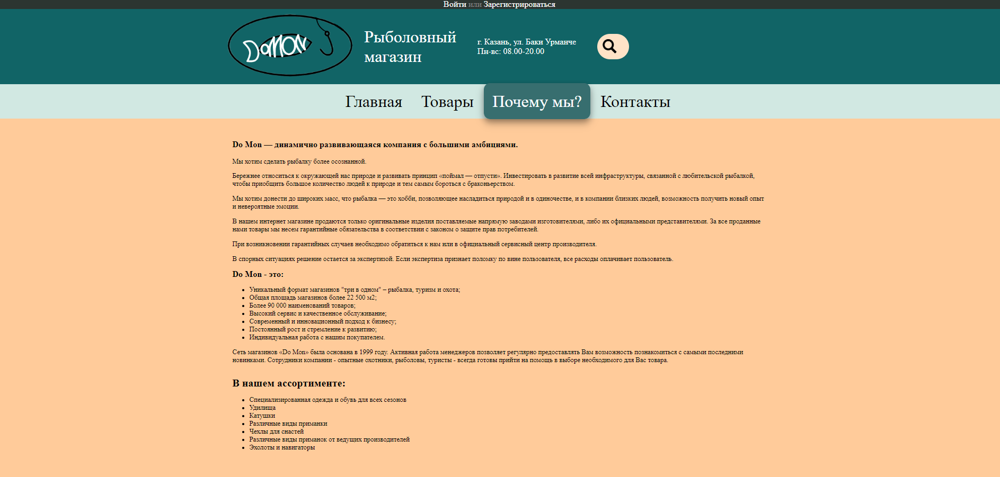 Войти или Зарегистрироваться
DOMON
Рыболовный
магазин
г. Казань, ул. Баки Урманче
Пн-вс: 08.00-20.00
Главная Товары Почему мы? Контакты
Do Mon — динамично развивающаяся компания с большими амбициями.
Мы хотим сделать рыбалку более осознанной.
Бережнее относиться к окружающей нас природе и развивать принцип «поймал — отпусти». Инвестировать в развитие всей инфраструктуры, связанной с любительской рыбалкой,
чтобы приобщить большое количество людей к природе и тем самым бороться с браконьерством.
Мы хотим донести до широких масс, что рыбалка — это хобби, позволяющее насладиться природой и в одиночестве, и в компании близких людей, возможность получить новый опыт
и невероятные эмоции.
В нашем интернет магазине продаются только оригинальные изделия поставляемые напрямую заводами изготовителями, либо их официальными представителями. За все проданные
нами товары мы несем гарантийные обязательства в соответствии с законом о защите прав потребителей.
При возникновении гарантийных случаев необходимо обратиться к нам или в официальный сервисный центр производителя.
В спорных ситуациях решение остается за экспертизой. Если экспертиза признает поломку по вине пользователя, все расходы оплачивает пользователь.
Do Mon - это:
• Уникальный формат магазинов "три в одном" – рыбалка, туризм и охота;
• Общая площадь магазинов более 22 500 м2;
• Более 90 000 наименований товаров;
• Высокий сервис и качественное обслуживание;
• Современный и инновационный подход к бизнесу;
• Постоянный рост и стремление к развитию;
• Индивидуальная работа с нашим покупателем.
Сеть магазинов «Do Mon» была основана в 1999 году. Активная работа менеджеров позволяет регулярно предоставлять Вам возможность познакомиться с самыми последними
новинками. Сотрудники компании - опытные охотники, рыболовы, туристы - всегда готовы прийти на помощь в выборе необходимого для Вас товара.
В нашем ассортименте:
• Специализированная одежда и обувь для всех сезонов
• Удилища
• Катушки
• Различные виды приманки
• Чехлы для снастей
• Различные виды приманок от ведущих производителей
• Эхолоты и навигаторы